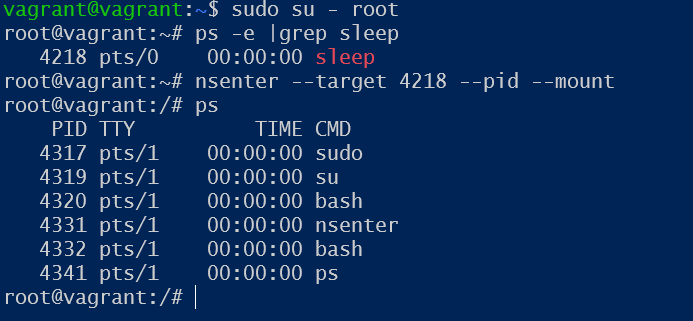 vagrant@vagrant:~$ sudo su - root
root@vagrant:~# ps -e |grep sleep
   4218 pts/0    00:00:00 sleep
root@vagrant:~# nsenter --target 4218 --pid --mount
root@vagrant:/# ps
    PID TTY          TIME CMD
   4317 pts/1    00:00:00 sudo
   4319 pts/1    00:00:00 su
   4320 pts/1    00:00:00 bash
   4331 pts/1    00:00:00 nsenter
   4332 pts/1    00:00:00 bash
   4341 pts/1    00:00:00 ps
root@vagrant:/#